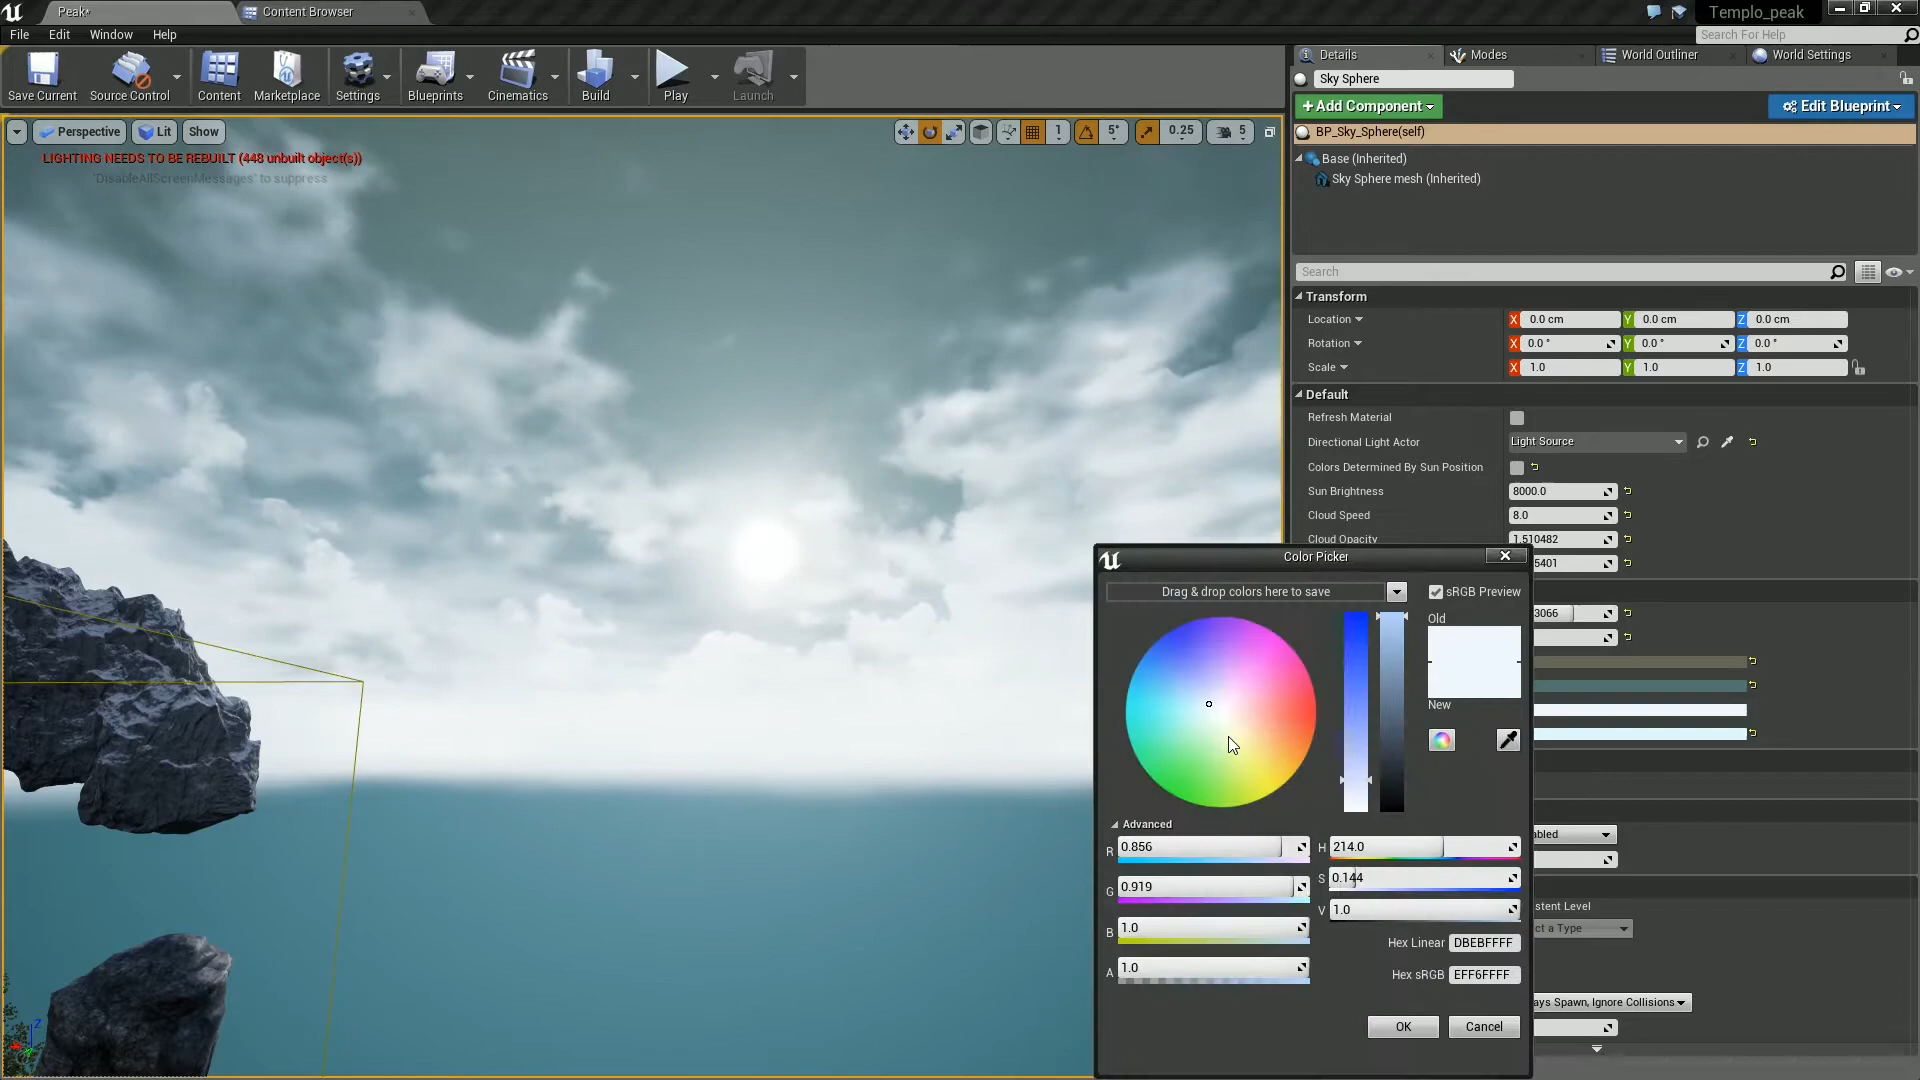 Peak*
Content Browser
Templo_peak
File Edit Window Help
Search For Help
Save Current
Source Control
Content
Marketplace
Settings
Blueprints
Cinematics
Build
Play
Launch
Details
Modes
World Outliner
World Settings
Sky Sphere
+Add Component
Edit Blueprint
BP_Sky_Sphere(self)
Base (Inherited)
Sky Sphere mesh (Inherited)
Perspective
Lit
Show
1
5°
0.25
5
LIGHTING NEEDS TO BE REBUILT (448 unbuilt object(s))
'DisableAllScreenMessages' to suppress
Search
Transform
Location X 0.0 cm Y 0.0 cm Z 0.0 cm
Rotation X 0.0 ° Y 0.0 ° Z 0.0 °
Scale X 1.0 Y 1.0 Z 1.0
Default
Refresh Material
Directional Light Actor Light Source
Colors Determined By Sun Position
Sun Brightness 8000.0
Cloud Speed 8.0
Cloud Opacity 1.510482
5401
3066
Color Picker
Drag & drop colors here to save
sRGB Preview
Old
New
Advanced
R 0.856
G 0.919
B 1.0
A 1.0
H 214.0
S 0.144
V 1.0
Hex Linear DBEBFFFF
Hex sRGB EFF6FFFF
OK Cancel
abled
stent Level
ct a Type
ays Spawn, Ignore Collisions
Z